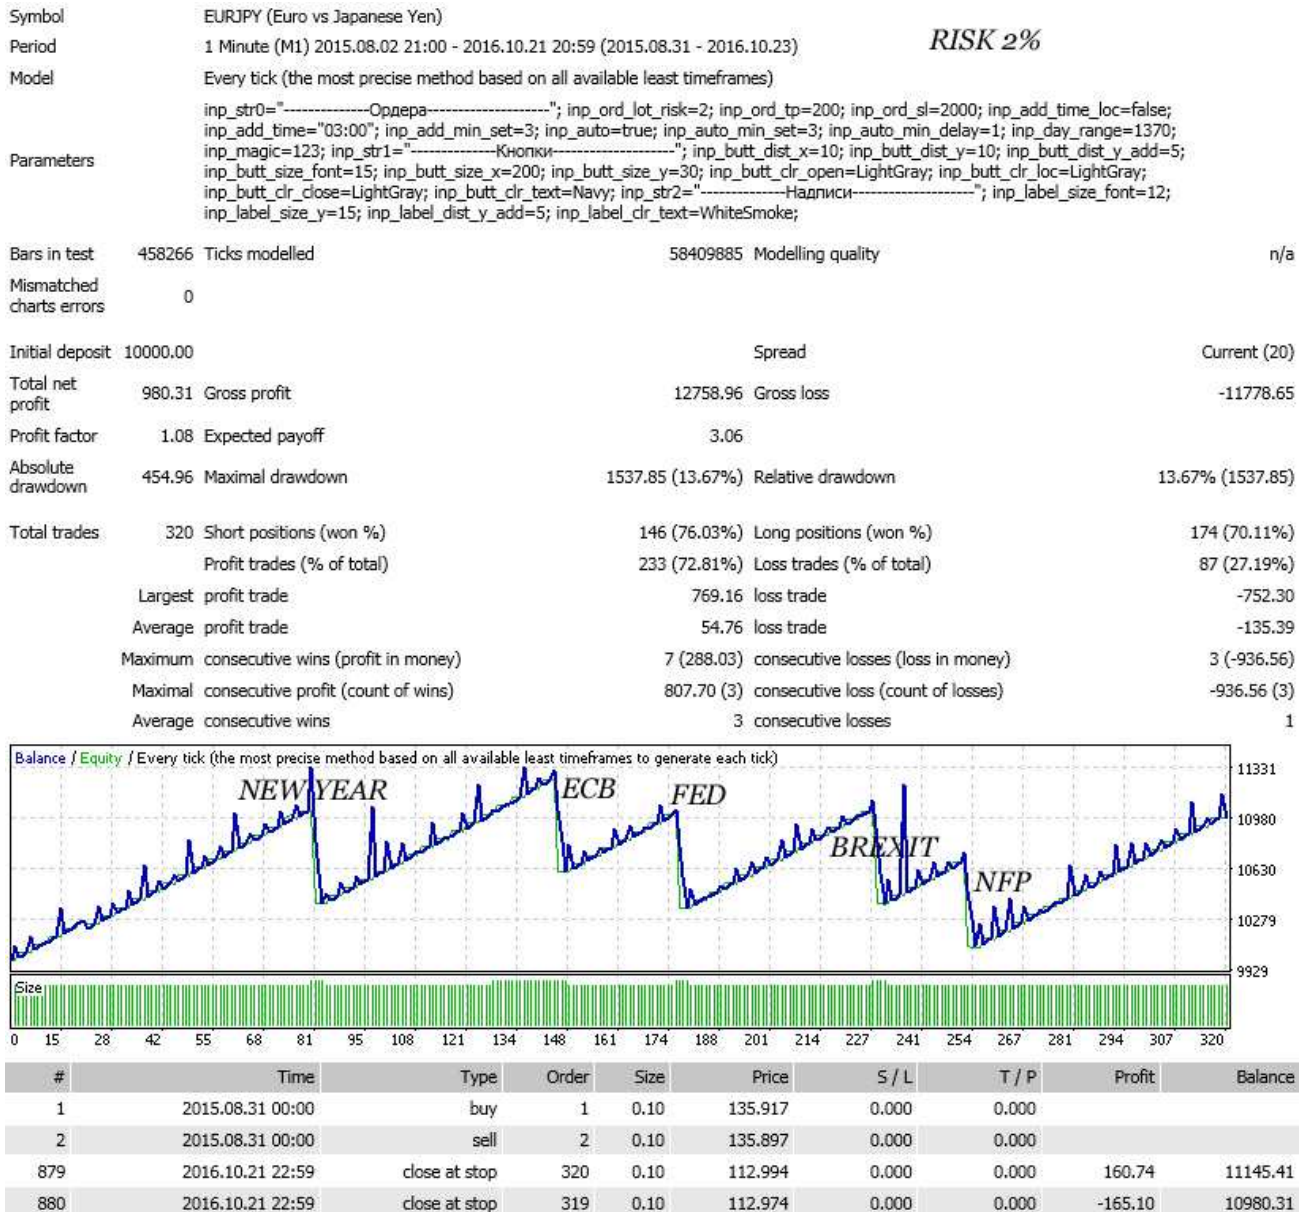 Symbol EURJPY (Euro vs Japanese Yen)
RISK 2%
Period 1 Minute (M1) 2015.08.02 21:00 - 2016.10.21 20:59 (2015.08.31 - 2016.10.23)
Model Every tick (the most precise method based on all available least timeframes)
Parameters
inp_str0="--------------Ордера--------------------"; inp_ord_lot_risk=2; inp_ord_tp=200; inp_ord_sl=2000; inp_add_time_loc=false;
inp_add_time="03:00"; inp_add_min_set=3; inp_auto=true; inp_auto_min_set=3; inp_auto_min_delay=1; inp_day_range=1370;
inp_magic=123; inp_str1="--------------Кнопки--------------------"; inp_butt_dist_x=10; inp_butt_dist_y=10; inp_butt_dist_y_add=5;
inp_butt_size_font=15; inp_butt_size_x=200; inp_butt_size_y=30; inp_butt_clr_open=LightGray; inp_butt_clr_loc=LightGray;
inp_butt_clr_close=LightGray; inp_butt_clr_text=Navy; inp_str2="--------------Надписи--------------------"; inp_label_size_font=12;
inp_label_size_y=15; inp_label_dist_y_add=5; inp_label_clr_text=WhiteSmoke;
Bars in test 458266 Ticks modelled 58409885 Modelling quality n/a
Mismatched
charts errors 0
Initial deposit 10000.00 Spread Current (20)
Total net
profit 980.31 Gross profit 12758.96 Gross loss -11778.65
Profit factor 1.08 Expected payoff 3.06
Absolute
drawdown 454.96 Maximal drawdown 1537.85 (13.67%) Relative drawdown 13.67% (1537.85)
Total trades 320 Short positions (won %) 146 (76.03%) Long positions (won %) 174 (70.11%)
Profit trades (% of total) 233 (72.81%) Loss trades (% of total) 87 (27.19%)
Largest profit trade 769.16 loss trade -752.30
Average profit trade 54.76 loss trade -135.39
Maximum consecutive wins (profit in money) 7 (288.03) consecutive losses (loss in money) 3 (-936.56)
Maximal consecutive profit (count of wins) 807.70 (3) consecutive loss (count of losses) -936.56 (3)
Average consecutive wins 3 consecutive losses 1
Balance / Equity / Every tick (the most precise method based on all available least timeframes to generate each tick)
11331
NEW YEAR ECB FED
10980
BREXIT
10630
NFP
10279
9929
Size
0 15 28 42 55 68 81 95 108 121 134 148 161 174 188 201 214 227 241 254 267 281 294 307 320
# Time Type Order Size Price S / L T / P Profit Balance
1 2015.08.31 00:00 buy 1 0.10 135.917 0.000 0.000
2 2015.08.31 00:00 sell 2 0.10 135.897 0.000 0.000
879 2016.10.21 22:59 close at stop 320 0.10 112.994 0.000 0.000 160.74 11145.41
880 2016.10.21 22:59 close at stop 319 0.10 112.974 0.000 0.000 -165.10 10980.31